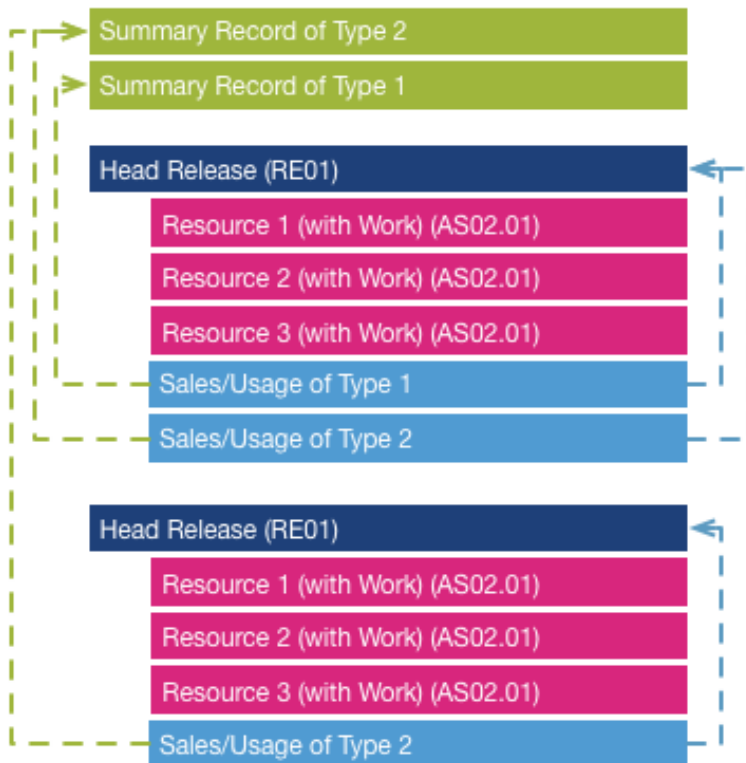 Summary Record of Type 2
Summary Record of Type 1
Head Release (RE01)
Resource 1 (with Work) (AS02.01)
Resource 2 (with Work) (AS02.01)
Resource 3 (with Work) (AS02.01)
Sales/Usage of Type 1
Sales/Usage of Type 2
Head Release (RE01)
Resource 1 (with Work) (AS02.01)
Resource 2 (with Work) (AS02.01)
Resource 3 (with Work) (AS02.01)
Sales/Usage of Type 2